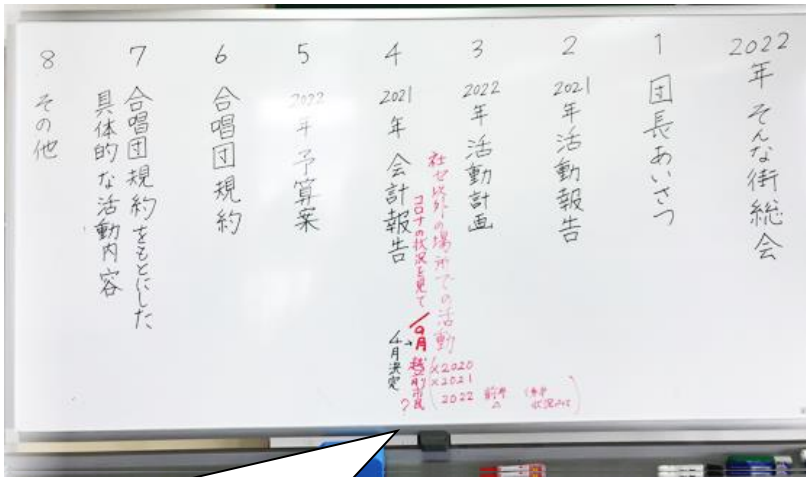 2022年 そんな街総会
1 団長あいさつ
2 2021年活動報告
3 2022年活動計画
社セ以外の場所での活動
コロナの状況を見て
9月
4月決定
×2020
×2021
2022
4 2021年 会計報告
5 2022年 予算案
6 合唱団規約
7 合唱団規約をもとにした
具体的な活動内容
8 その他